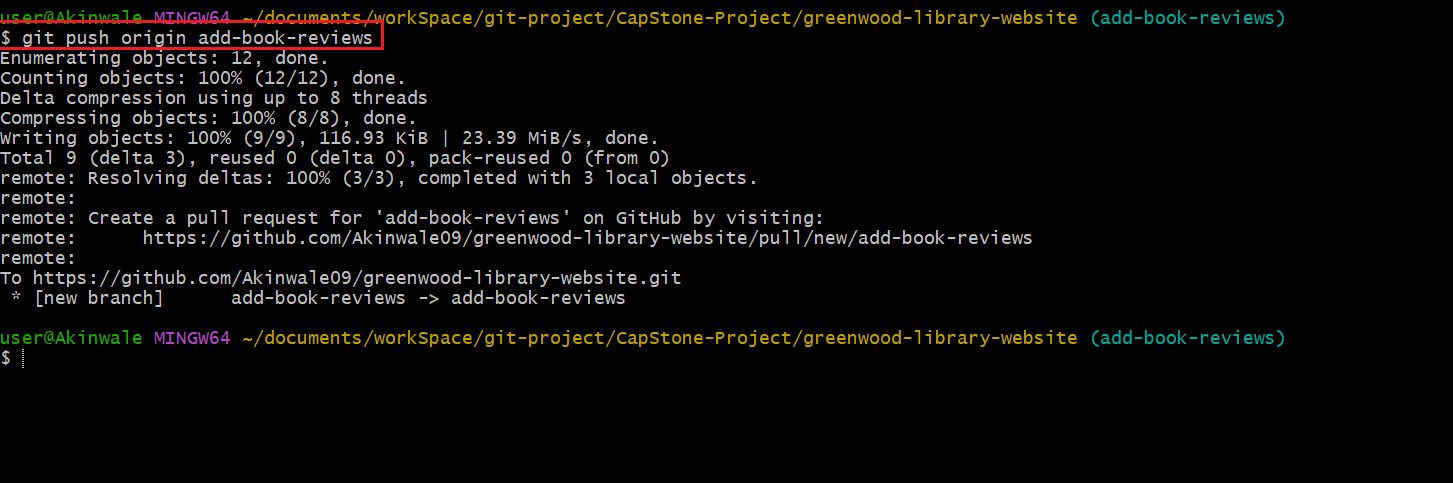 user@Akinwale MINGW64 ~/documents/workSpace/git-project/CapStone-Project/greenwood-library-website (add-book-reviews)
$ git push origin add-book-reviews
Enumerating objects: 12, done.
Counting objects: 100% (12/12), done.
Delta compression using up to 8 threads
Compressing objects: 100% (8/8), done.
Writing objects: 100% (9/9), 116.93 KiB | 23.39 MiB/s, done.
Total 9 (delta 3), reused 0 (delta 0), pack-reused 0 (from 0)
remote: Resolving deltas: 100% (3/3), completed with 3 local objects.
remote:
remote: Create a pull request for 'add-book-reviews' on GitHub by visiting:
remote:      https://github.com/Akinwale09/greenwood-library-website/pull/new/add-book-reviews
remote:
To https://github.com/Akinwale09/greenwood-library-website.git
 * [new branch]      add-book-reviews -> add-book-reviews
user@Akinwale MINGW64 ~/documents/workSpace/git-project/CapStone-Project/greenwood-library-website (add-book-reviews)
$